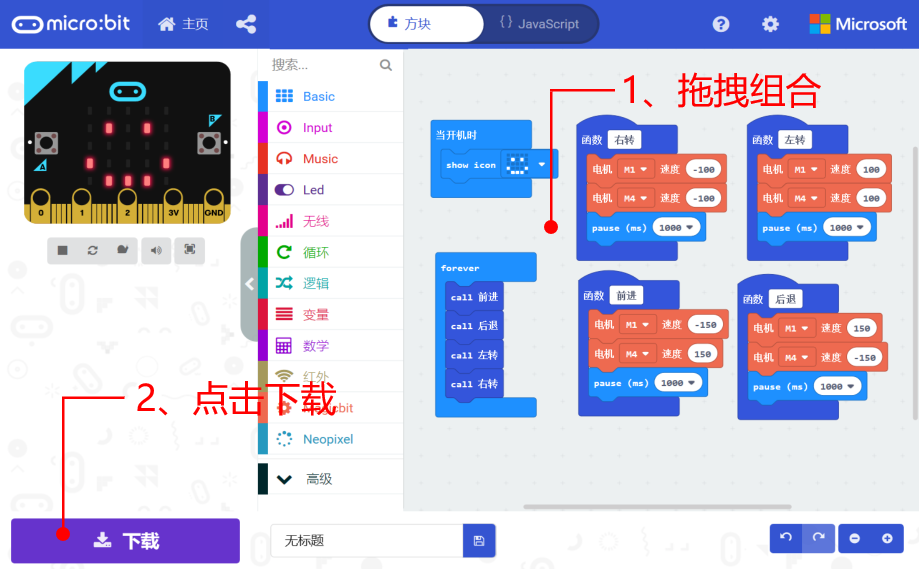 micro:bit
主页
方块
{ } JavaScript
Microsoft
搜索...
Basic
Input
Music
Led
无线
循环
逻辑
变量
数学
红外
Magicbit
Neopixel
高级
A
B
0 1 2 3V GND
1、拖拽组合
当开机时
show icon
函数 右转
电机 M1 速度 -100
电机 M4 速度 -100
pause (ms) 1000
函数 左转
电机 M1 速度 100
电机 M4 速度 100
pause (ms) 1000
forever
call 前进
call 后退
call 左转
call 右转
函数 前进
电机 M1 速度 -150
电机 M4 速度 150
pause (ms) 1000
函数 后退
电机 M1 速度 150
电机 M4 速度 -150
pause (ms) 1000
2、点击下载
下载
无标题